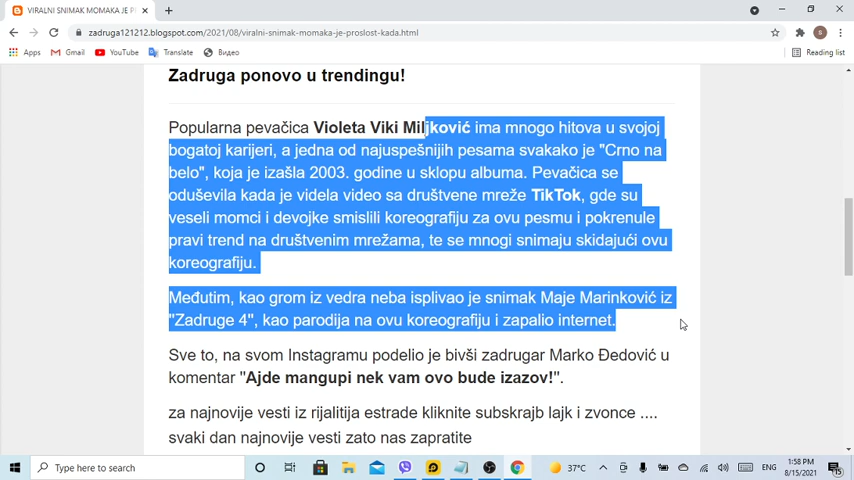 VIRALNI SNIMAK MOMAKA JE P
zadruga121212.blogspot.com/2021/08/viralni-snimak-momaka-je-proslost-kada.html
Apps Gmail YouTube Translate Видео Reading list
Zadruga ponovo u trendingu!
Popularna pevačica Violeta Viki Miljković ima mnogo hitova u svojoj
bogatoj karijeri, a jedna od najuspešnijih pesama svakako je "Crno na
belo", koja je izašla 2003. godine u sklopu albuma. Pevačica se
oduševila kada je videla video sa društvene mreže TikTok, gde su
veseli momci i devojke smislili koreografiju za ovu pesmu i pokrenule
pravi trend na društvenim mrežama, te se mnogi snimaju skidajući ovu
koreografiju.
Međutim, kao grom iz vedra neba isplivao je snimak Maje Marinković iz
"Zadruge 4", kao parodija na ovu koreografiju i zapalio internet.
Sve to, na svom Instagramu podelio je bivši zadrugar Marko Đedović u
komentar "Ajde mangupi nek vam ovo bude izazov!".
za najnovije vesti iz rijalitija estrade kliknite subskrajb lajk i zvonce ....
svaki dan najnovije vesti zato nas zapratite
Type here to search 37°C ENG 1:58 PM
8/15/2021 15